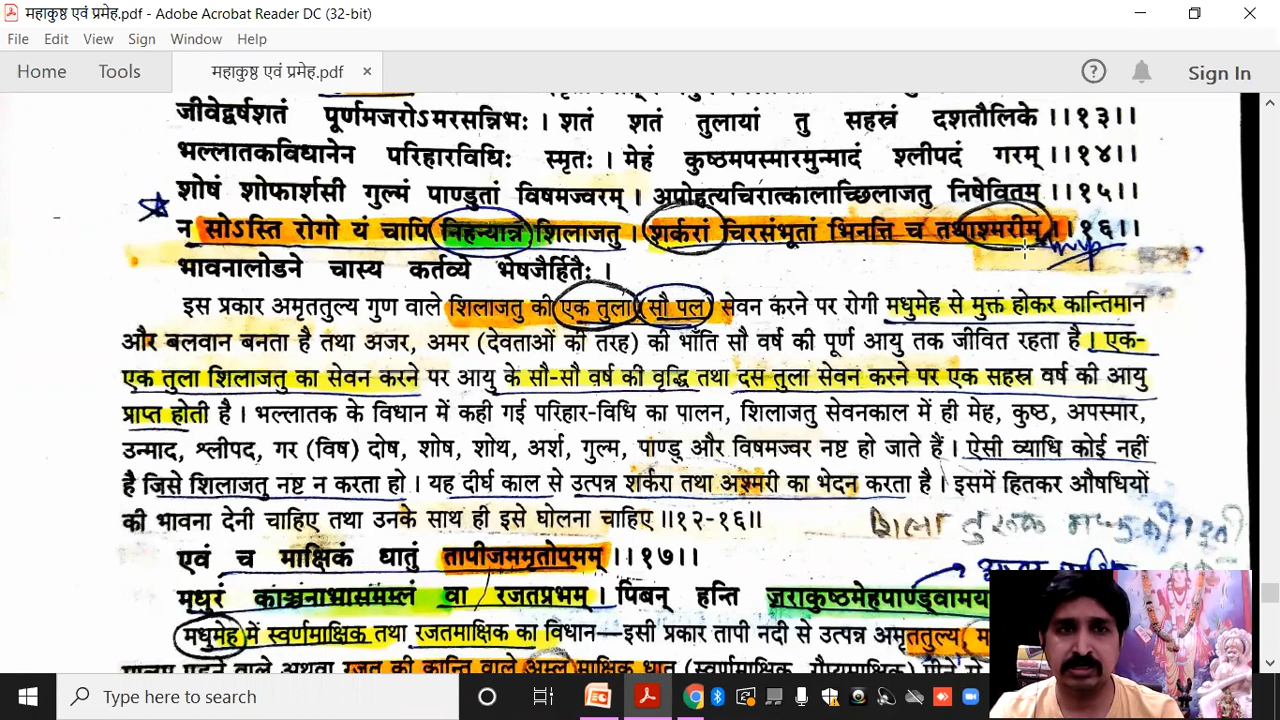 महाकुष्ठ एवं प्रमेह.pdf - Adobe Acrobat Reader DC (32-bit)
File Edit View Sign Window Help
Home Tools महाकुष्ठ एवं प्रमेह.pdf × Sign In
जीवेद्वर्षशतं पूर्णमजरोऽमरसन्निभः । शतं शतं तुलायां तु सहस्रं दशतौलिके ।।१३।।
भल्लातकविधानेन परिहारविधिः स्मृतः । मेहं कुष्ठमपस्मारमुन्मादं श्लीपदं गरम् ।।१४।।
शोषं शोफार्शसी गुल्मं पाण्डुतां विषमज्वरम् । अपोहत्यचिरात्कालाच्छिलाजतु निषेवितम् ।।१५।।
न सोऽस्ति रोगो यं चापि निहन्यान्न शिलाजतु । शर्करां चिरसंभूतां भिनत्ति च तथाश्मरीम् ।।१६।।
भावनालोडने चास्य कर्तव्ये भेषजैर्हितैः ।
इस प्रकार अमृततुल्य गुण वाले शिलाजतु की एक तुला (सौ पल) सेवन करने पर रोगी मधुमेह से मुक्त होकर कान्तिमान
और बलवान बनता है तथा अजर, अमर (देवताओं की तरह) की भाँति सौ वर्ष की पूर्ण आयु तक जीवित रहता है । एक-
एक तुला शिलाजतु का सेवन करने पर आयु के सौ-सौ वर्ष की वृद्धि तथा दस तुला सेवन करने पर एक सहस्र वर्ष की आयु
प्राप्त होती है । भल्लातक के विधान में कही गई परिहार-विधि का पालन, शिलाजतु सेवनकाल में ही मेह, कुष्ठ, अपस्मार,
उन्माद, श्लीपद, गर (विष) दोष, शोष, शोथ, अर्श, गुल्म, पाण्डु और विषमज्वर नष्ट हो जाते हैं । ऐसी व्याधि कोई नहीं
है जिसे शिलाजतु नष्ट न करता हो । यह दीर्घ काल से उत्पन्न शर्करा तथा अश्मरी का भेदन करता है । इसमें हितकर औषधियों
की भावना देनी चाहिए तथा उनके साथ ही इसे घोलना चाहिए ॥१२-१६॥
एवं च माक्षिकं धातुं तापीजममृतोपमम् ।।१७।।
मधुरं काञ्चनाभासमम्लं वा रजतप्रभम् । पिबन् हन्ति जराकुष्ठमेहपाण्ड्वामय
मधुमेह में स्वर्णमाक्षिक तथा रजतमाक्षिक का विधान—इसी प्रकार तापी नदी से उत्पन्न अमृततुल्य
वाले अथवा रजत की कान्ति वाले अम्ल माक्षिक धातु
Type here to search